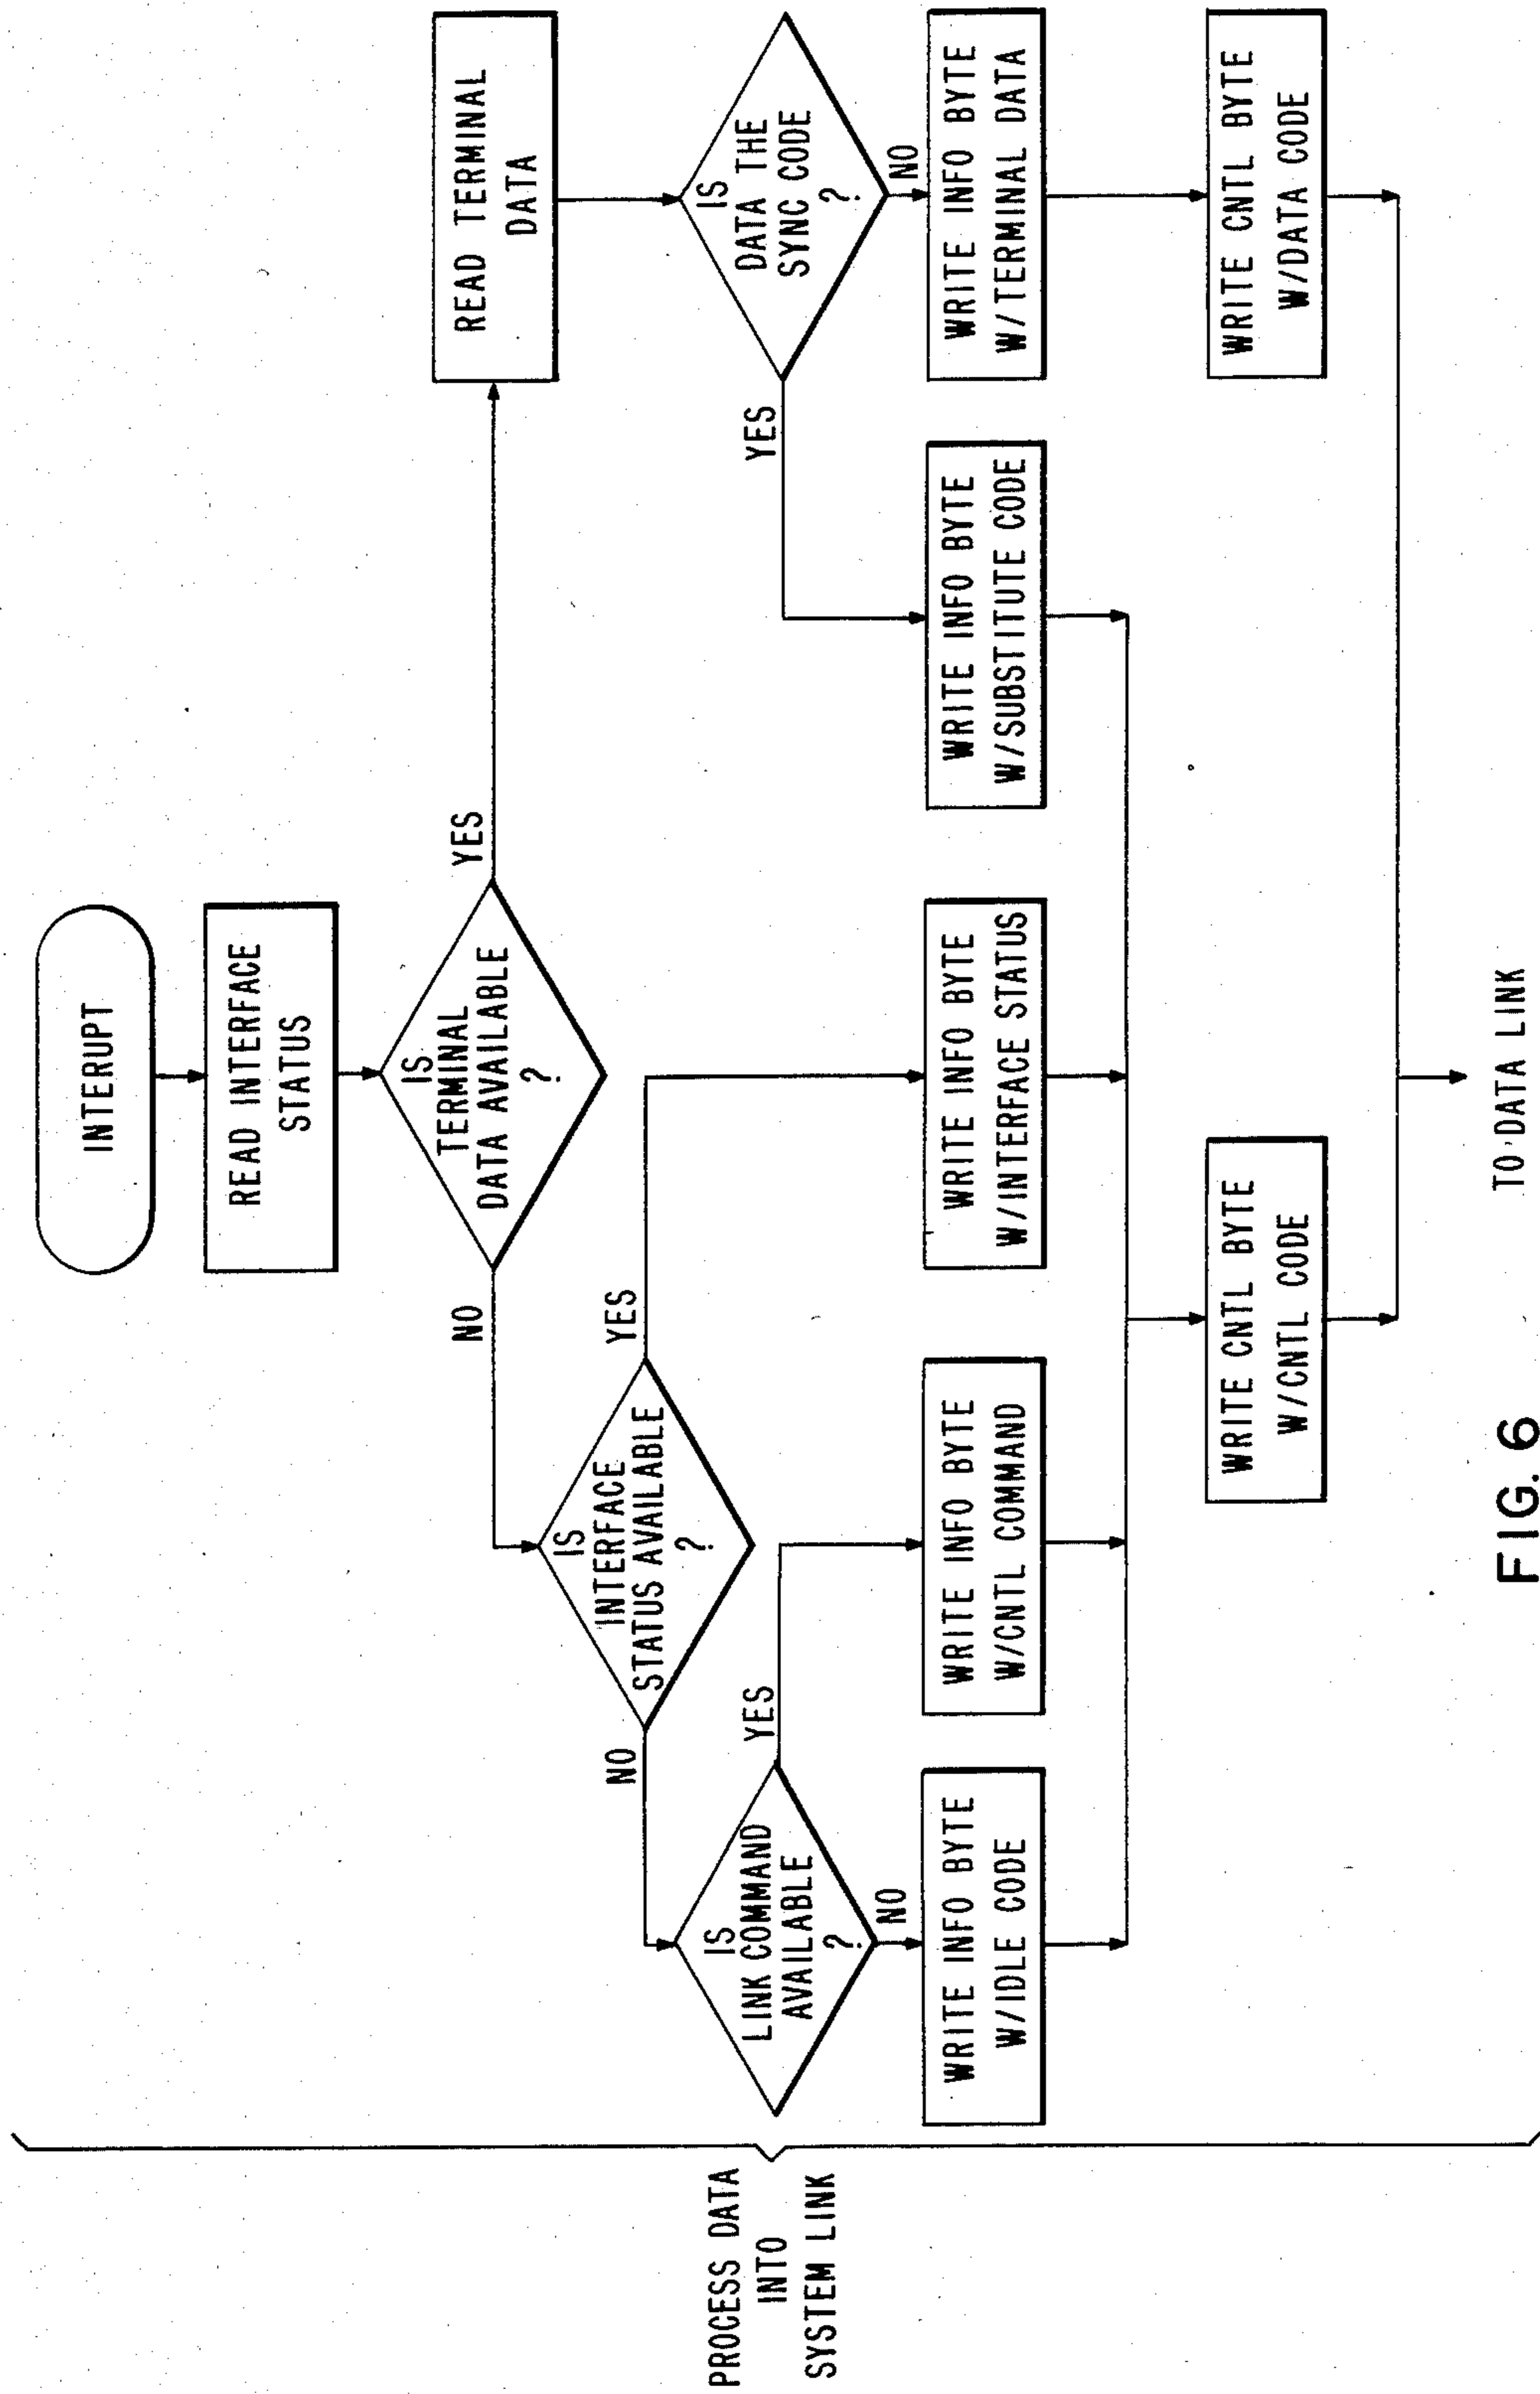 INTERUPT
READ INTERFACE
STATUS
IS
TERMINAL
DATA AVAILABLE
?
NO
YES
READ TERMINAL
DATA
IS
INTERFACE
STATUS AVAILABLE
?
NO
YES
IS
DATA THE
SYNC CODE
?
YES
NO
IS
LINK COMMAND
AVAILABLE
?
YES
NO
PROCESS DATA
INTO
SYSTEM LINK
WRITE INFO BYTE
W/IDLE CODE
WRITE INFO BYTE
W/CNTL COMMAND
WRITE INFO BYTE
W/INTERFACE STATUS
WRITE INFO BYTE
W/SUBSTITUTE CODE
WRITE INFO BYTE
W/TERMINAL DATA
WRITE CNTL BYTE
W/CNTL CODE
WRITE CNTL BYTE
W/DATA CODE
TO DATA LINK
FIG. 6